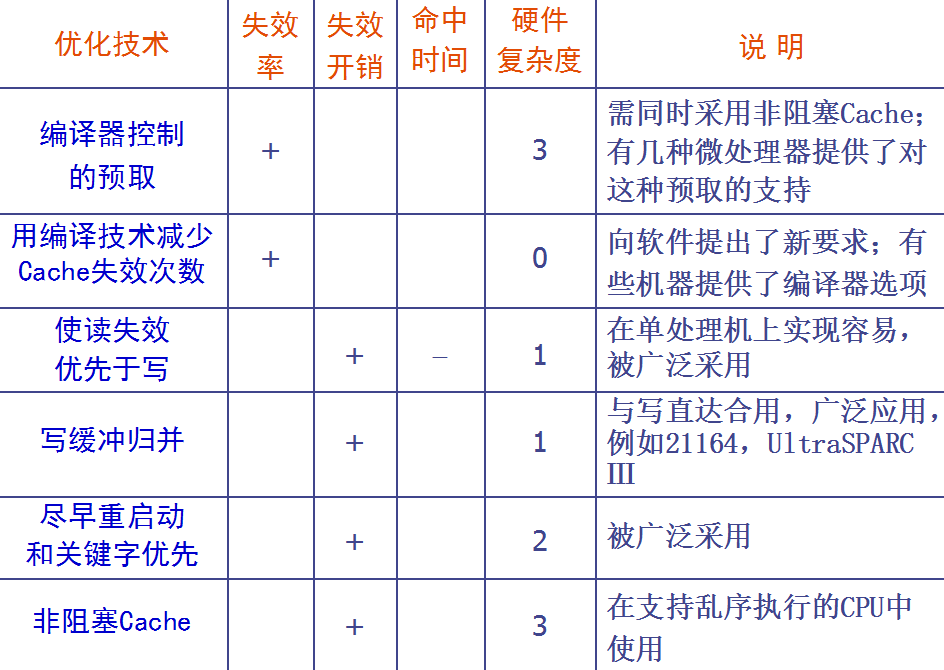 优化技术
失效
率
失效
开销
命中
时间
硬件
复杂度
说 明
编译器控制
的预取
+
3
需同时采用非阻塞Cache；
有几种微处理器提供了对
这种预取的支持
用编译技术减少
Cache失效次数
+
0
向软件提出了新要求；有
些机器提供了编译器选项
使读失效
优先于写
+
－
1
在单处理机上实现容易，
被广泛采用
写缓冲归并
+
1
与写直达合用，广泛应用，
例如21164，UltraSPARC
Ⅲ
尽早重启动
和关键字优先
+
2
被广泛采用
非阻塞Cache
+
3
在支持乱序执行的CPU中
使用